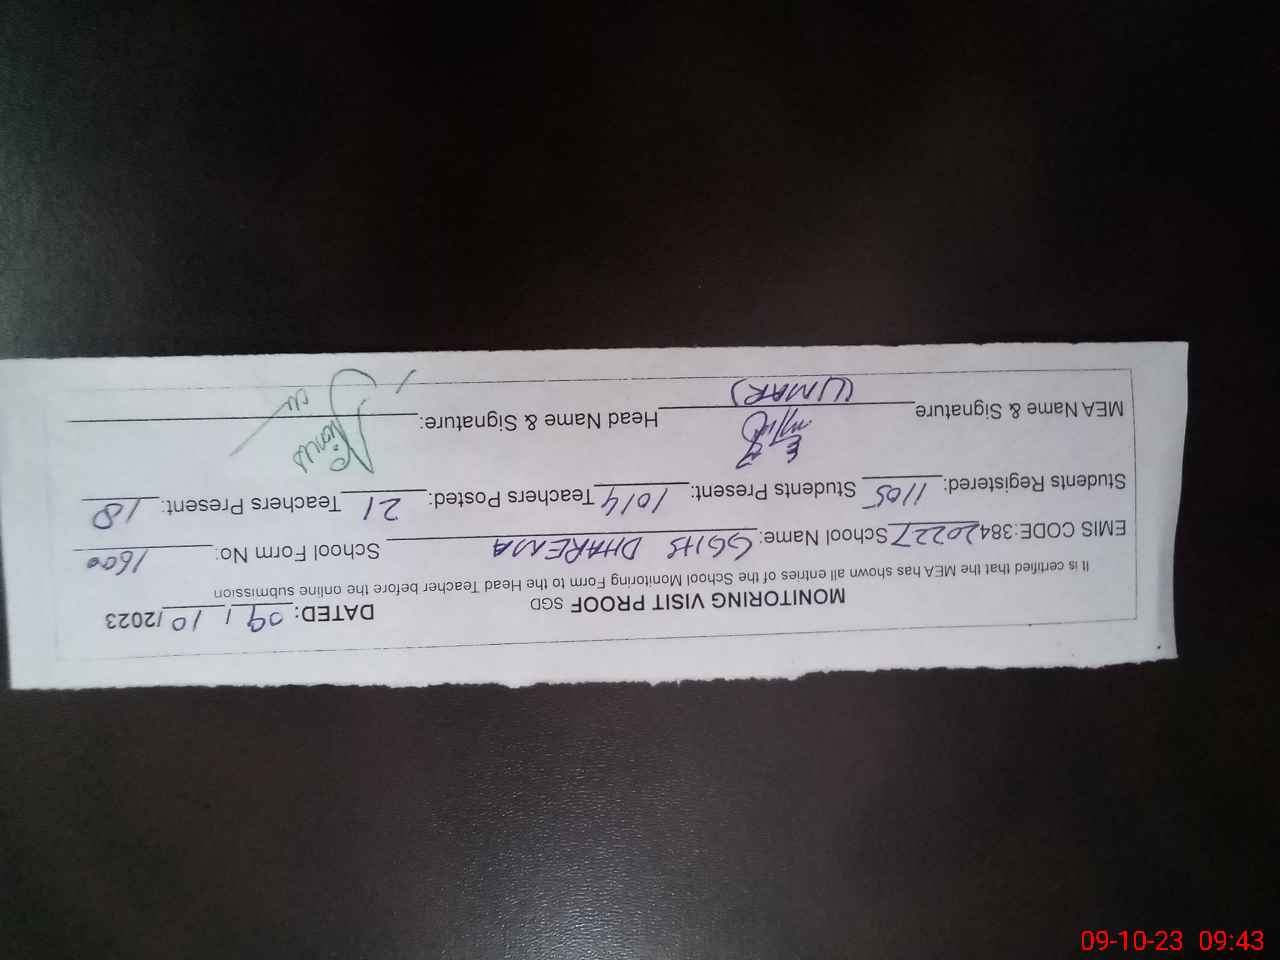 MONITORING VISIT PROOF SGD DATED: 09/10/2023
It is certified that the MEA has shown all entries of the School Monitoring Form to the Head Teacher before the online submission
EMIS CODE:38420227 School Name: GGHS DHAREMA School Form No: 1600
Students Registered: 1105 Students Present: 1014 Teachers Posted: 21 Teachers Present: 18
MEA Name & Signature Head Name & Signature:
(UMAR)
09-10-23 09:43